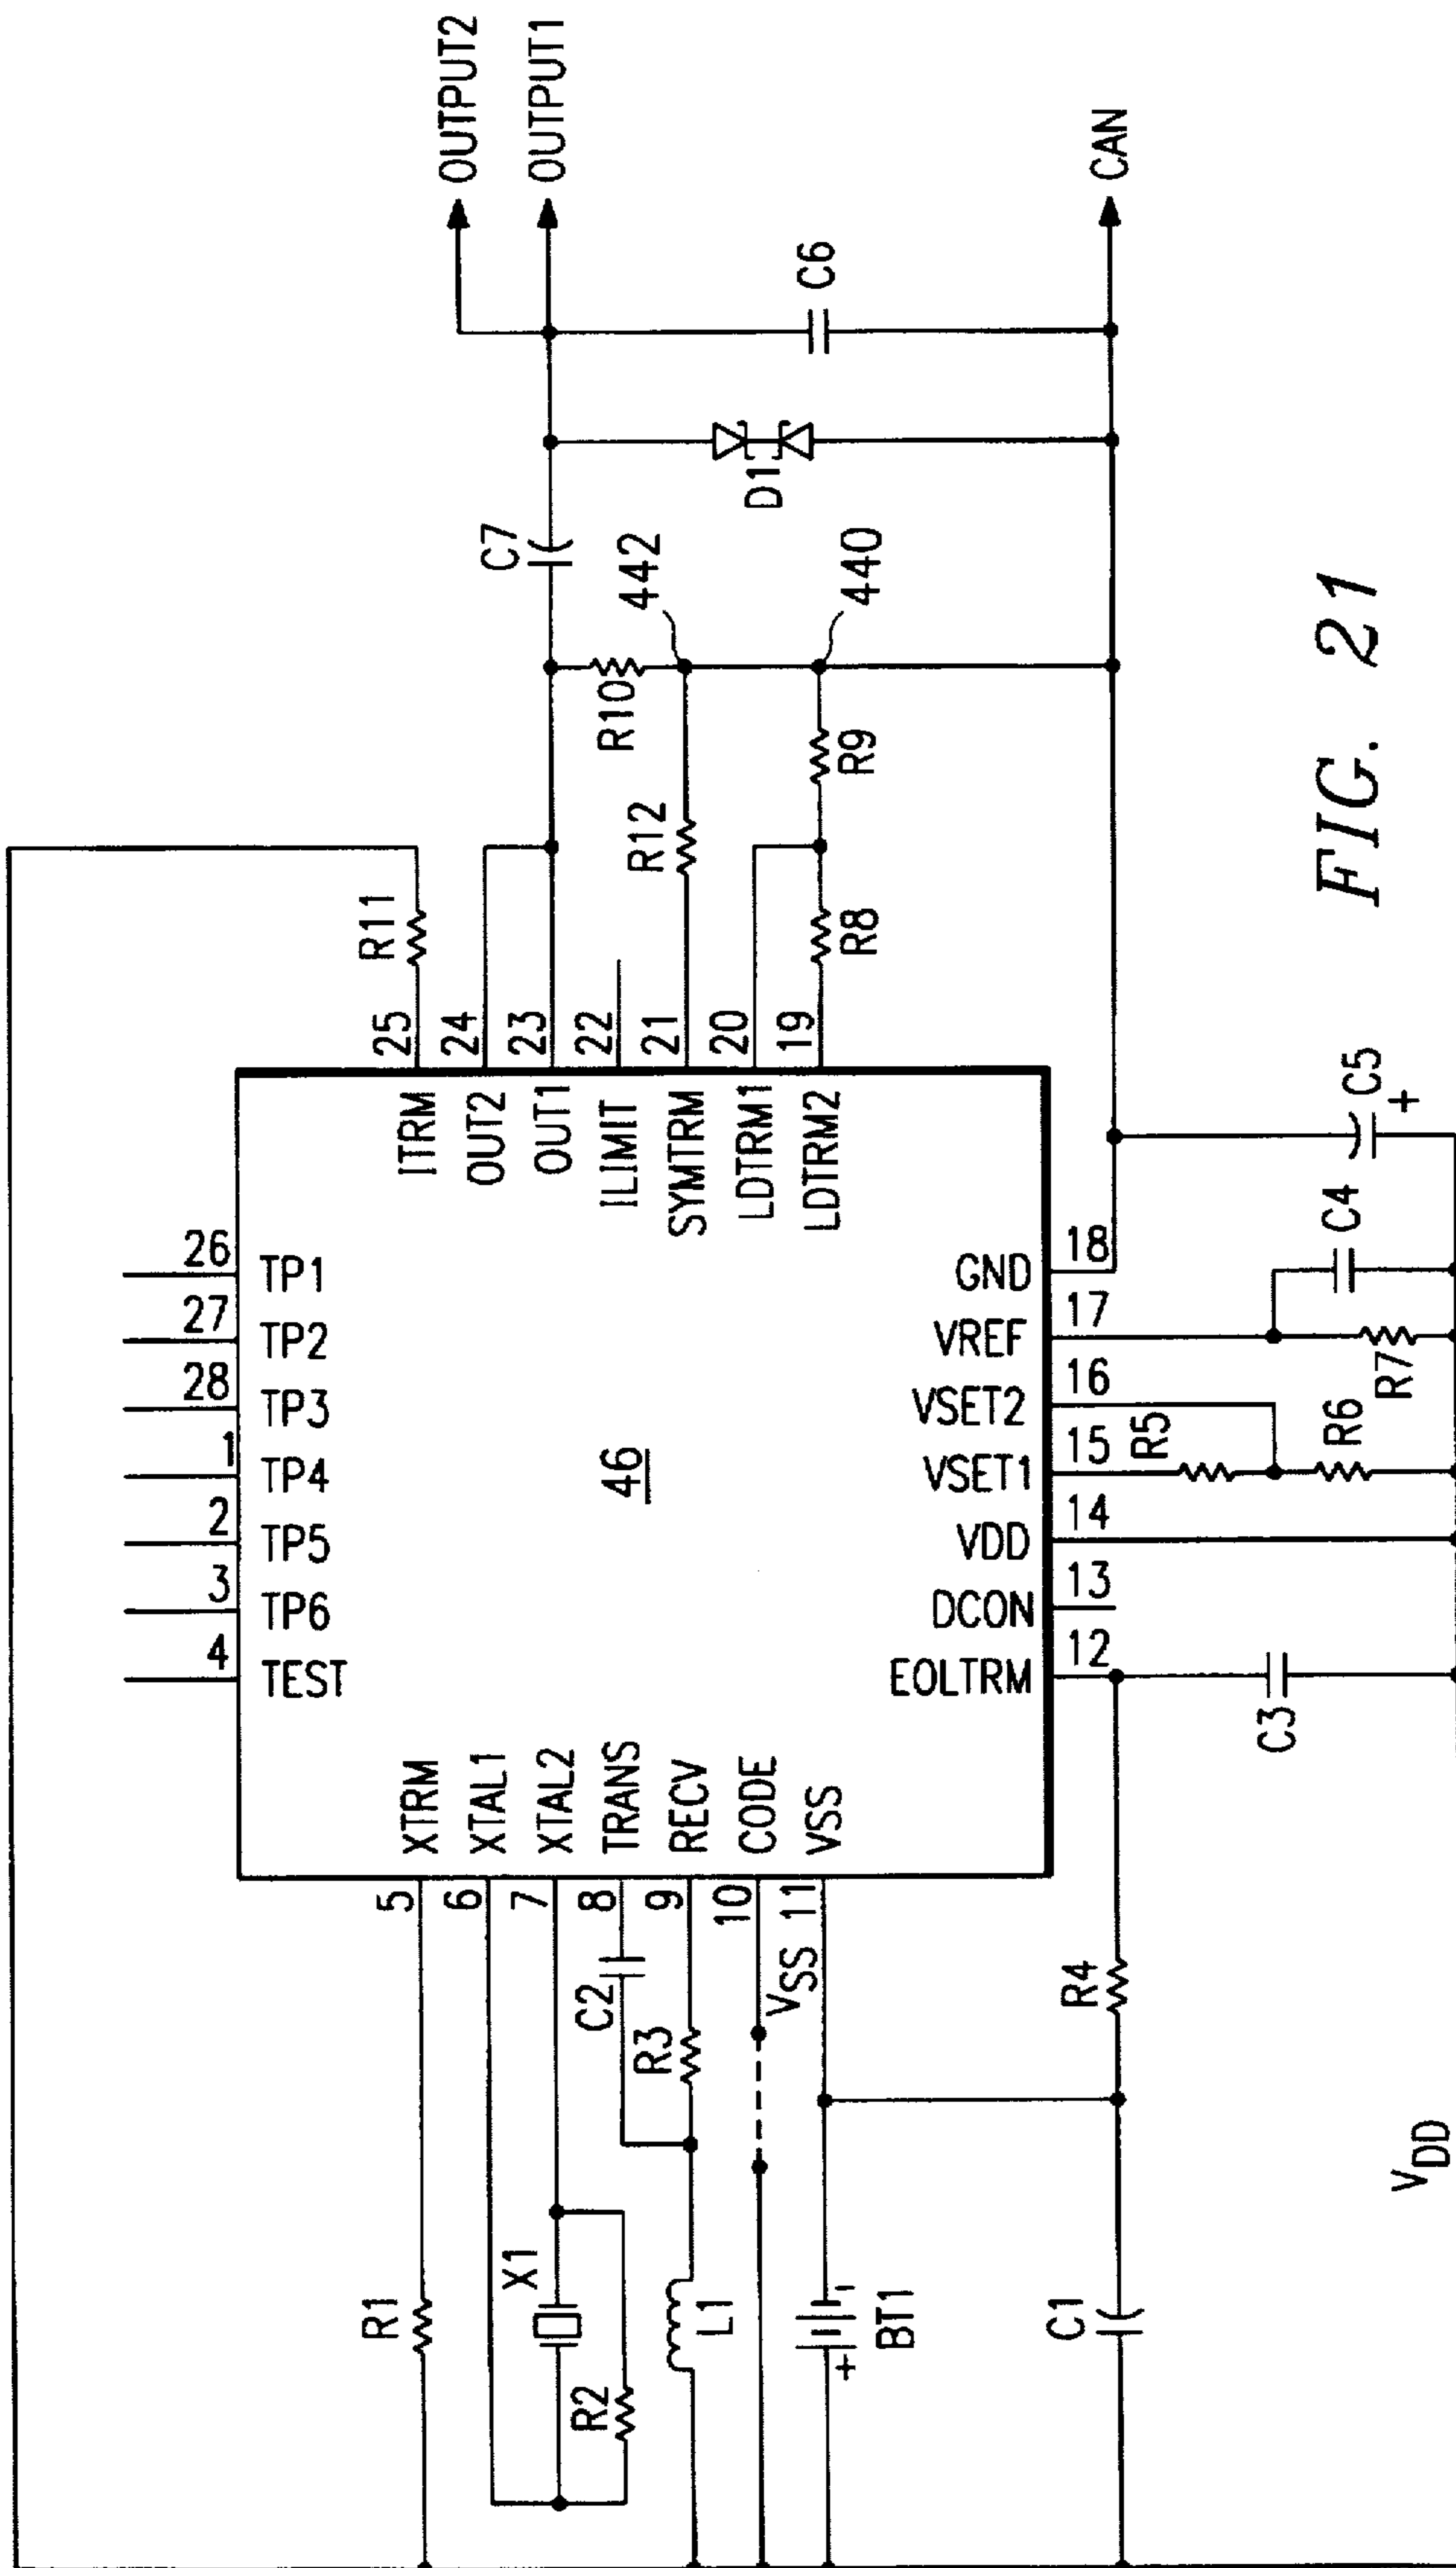 OUTPUT2
OUTPUT1
CAN
C6
D1
C7
442
440
R10
R9
R12
R8
R11
25
24
23
22
21
20
19
ITRM
OUT2
OUT1
ILIMIT
SYMTRM
LDTRM1
LDTRM2
26 TP1
27 TP2
28 TP3
1 TP4
2 TP5
3 TP6
4 TEST
46
GND 18
VREF 17
VSET2 16
VSET1 15
VDD 14
DCON 13
EOLTRM 12
C5
+
C4
R7
R6
R5
C3
XTRM
XTAL1
XTAL2
TRANS
RECV
CODE
VSS
5
6
7
8
9
10
11
VSS
C2
R3
R4
R1
X1
R2
L1
+
-
BT1
C1
VDD
FIG. 21